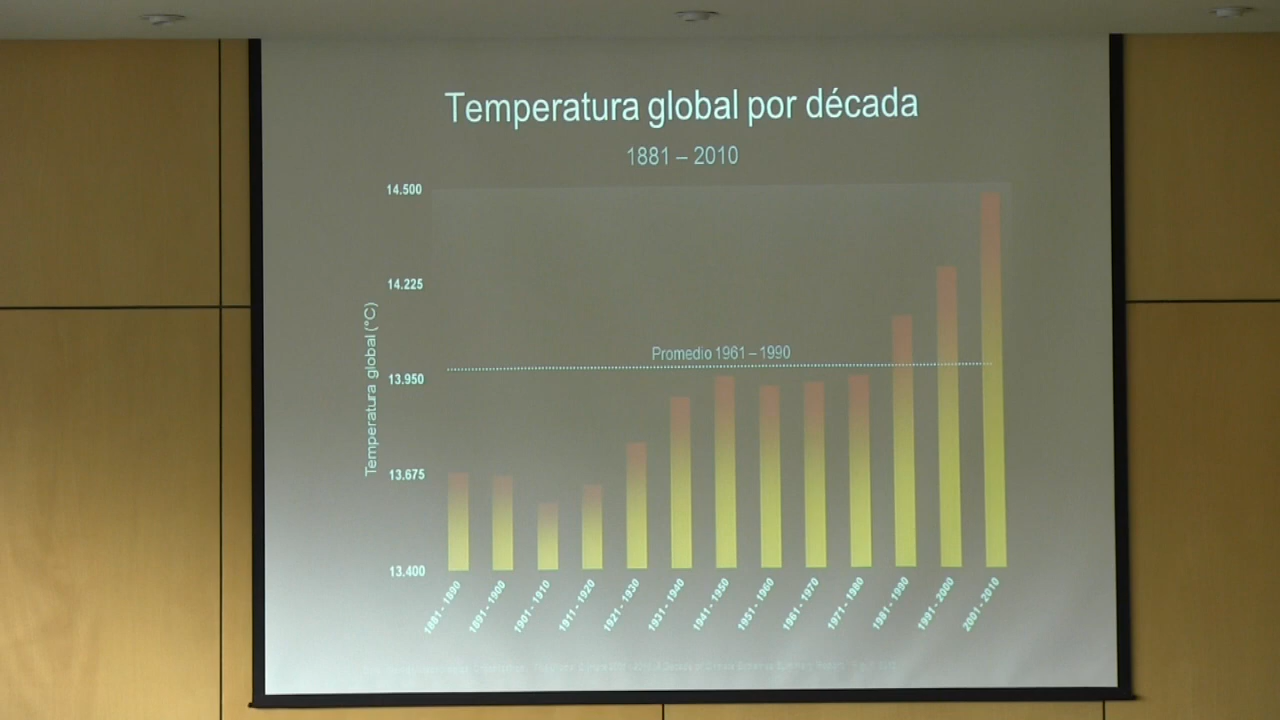 Temperatura global por década
1881 – 2010
14.500
14.225
13.950
13.675
13.400
Temperatura global (°C)
Promedio 1961 – 1990
1881 - 1890
1891 - 1900
1901 - 1910
1911 - 1920
1921 - 1930
1931 - 1940
1941 - 1950
1951 - 1960
1961 - 1970
1971 - 1980
1981 - 1990
1991 - 2000
2001 - 2010